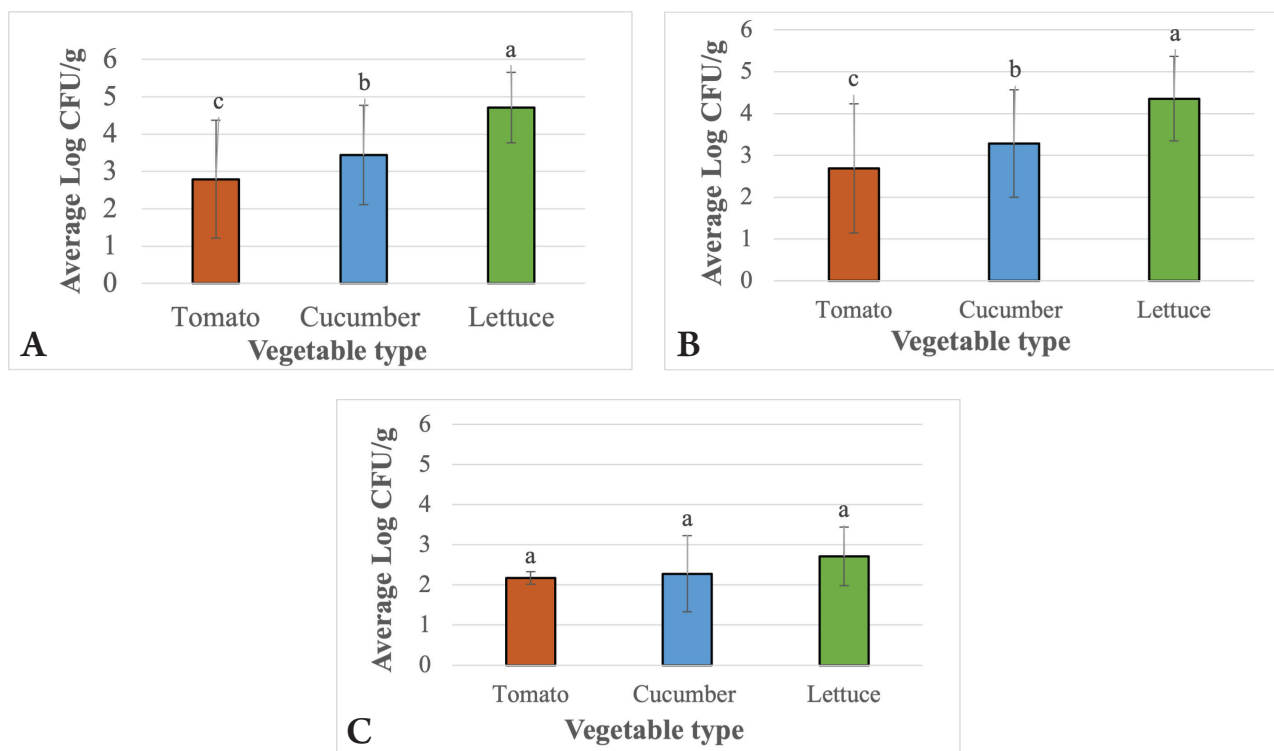 Average Log CFU/g
6
5
4
3
2
1
0
c
b
a
Tomato
Cucumber
Lettuce
Vegetable type
A
Average Log CFU/g
6
5
4
3
2
1
0
c
b
a
Tomato
Cucumber
Lettuce
Vegetable type
B
Average Log CFU/g
6
5
4
3
2
1
0
a
a
a
Tomato
Cucumber
Lettuce
Vegetable type
C